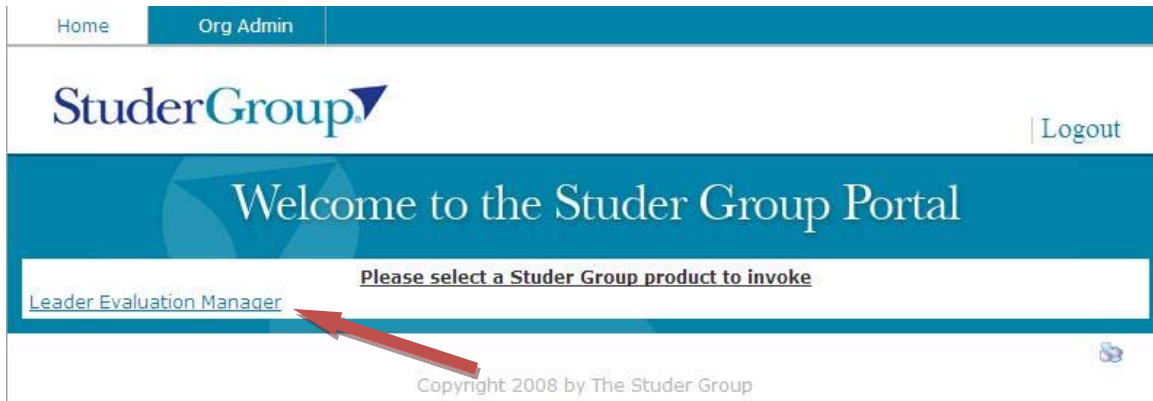 Home Org Admin
StuderGroup®
Logout
Welcome to the Studer Group Portal
Please select a Studer Group product to invoke
Leader Evaluation Manager
Copyright 2008 by The Studer Group